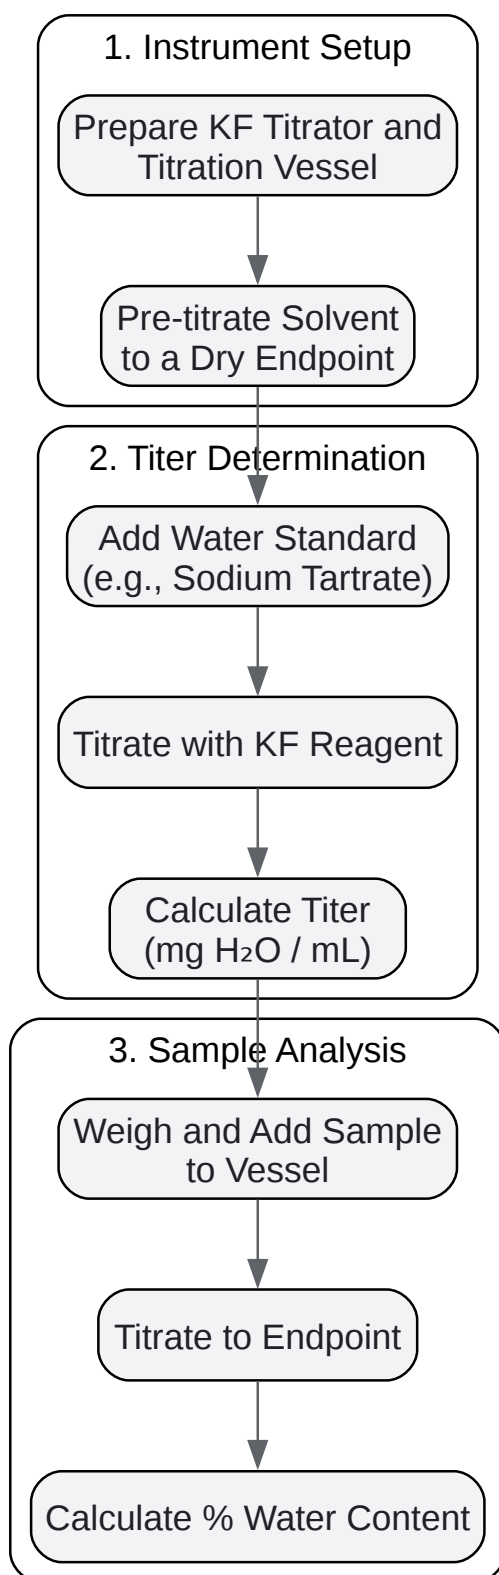 1. Instrument Setup
Prepare KF Titrator and
Titration Vessel
Pre-titrate Solvent
to a Dry Endpoint
2. Titer Determination
Add Water Standard
(e.g., Sodium Tartrate)
Titrate with KF Reagent
Calculate Titer
(mg H₂O / mL)
3. Sample Analysis
Weigh and Add Sample
to Vessel
Titrate to Endpoint
Calculate % Water Content